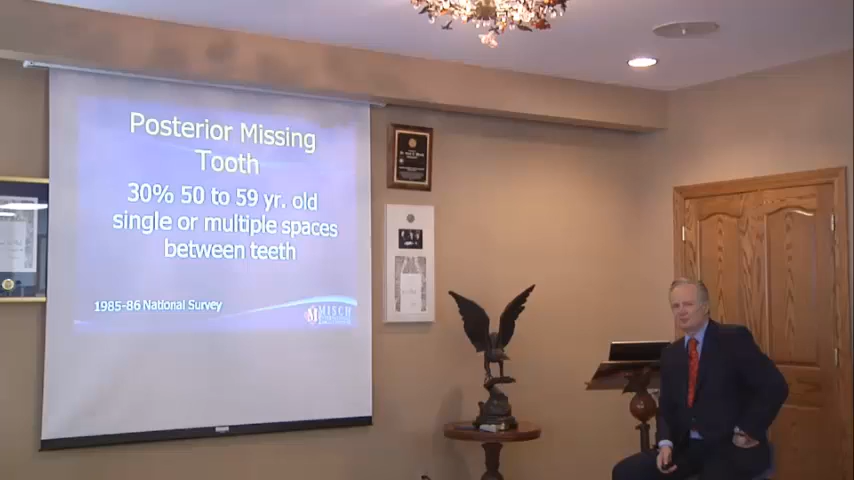 Posterior Missing
Tooth
30% 50 to 59 yr. old
single or multiple spaces
between teeth
1985-86 National Survey
MISCH